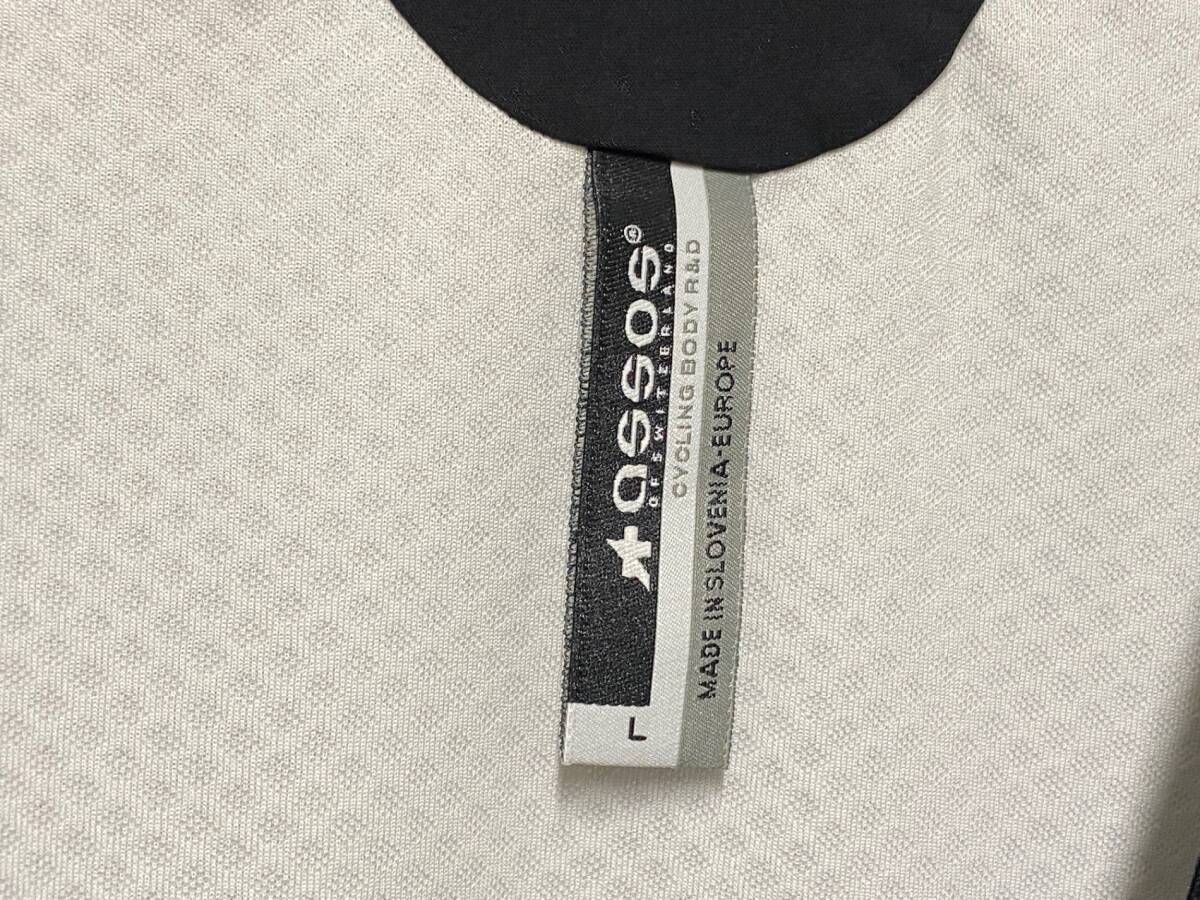 assos®
OF SWITZERLAND
CYCLING BODY R&D
MADE IN SLOVENIA-EUROPE
L